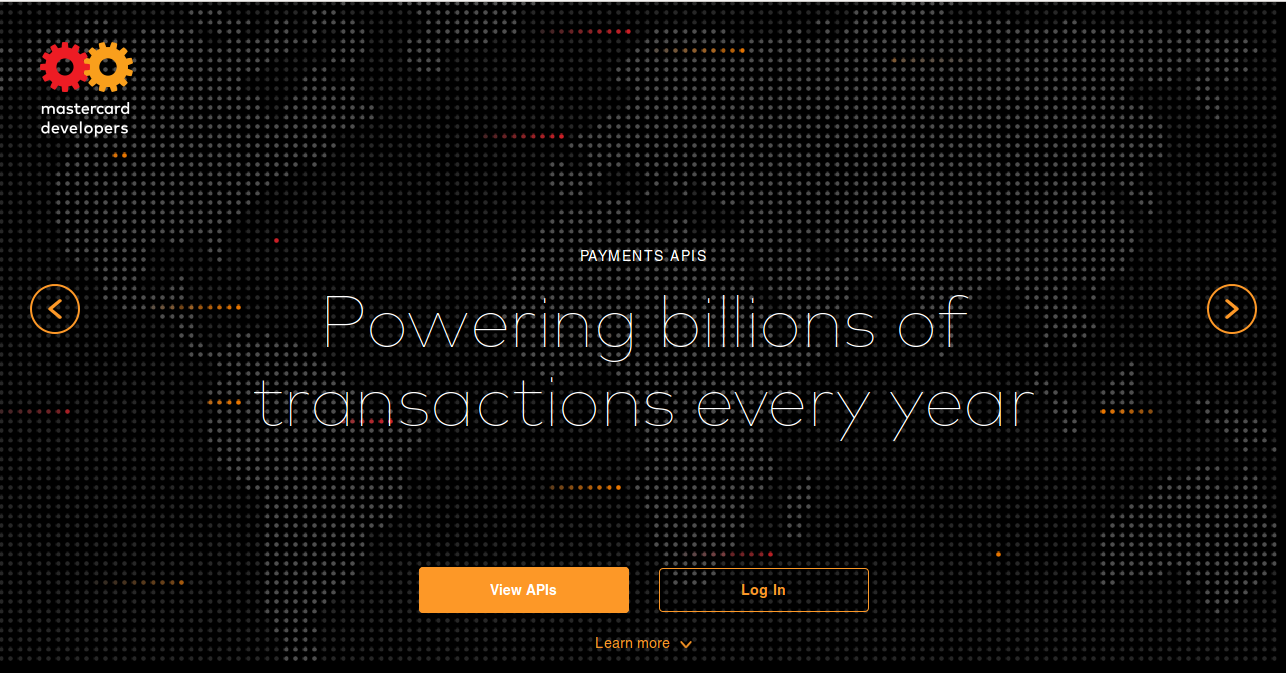 mastercard
developers
PAYMENTS APIS
Powering billions of
transactions every year
View APIs
Log In
Learn more